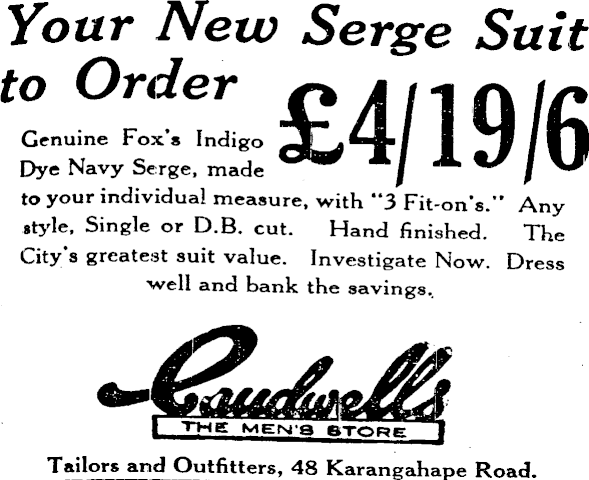 Your New Serge Suit
to Order
£4/19/6
Genuine Fox's Indigo
Dye Navy Serge, made
to your individual measure, with "3 Fit-on's." Any
style, Single or D.B. cut. Hand finished. The
City's greatest suit value. Investigate Now. Dress
well and bank the savings.
Caudwells
THE MEN'S STORE
Tailors and Outfitters, 48 Karangahape Road.